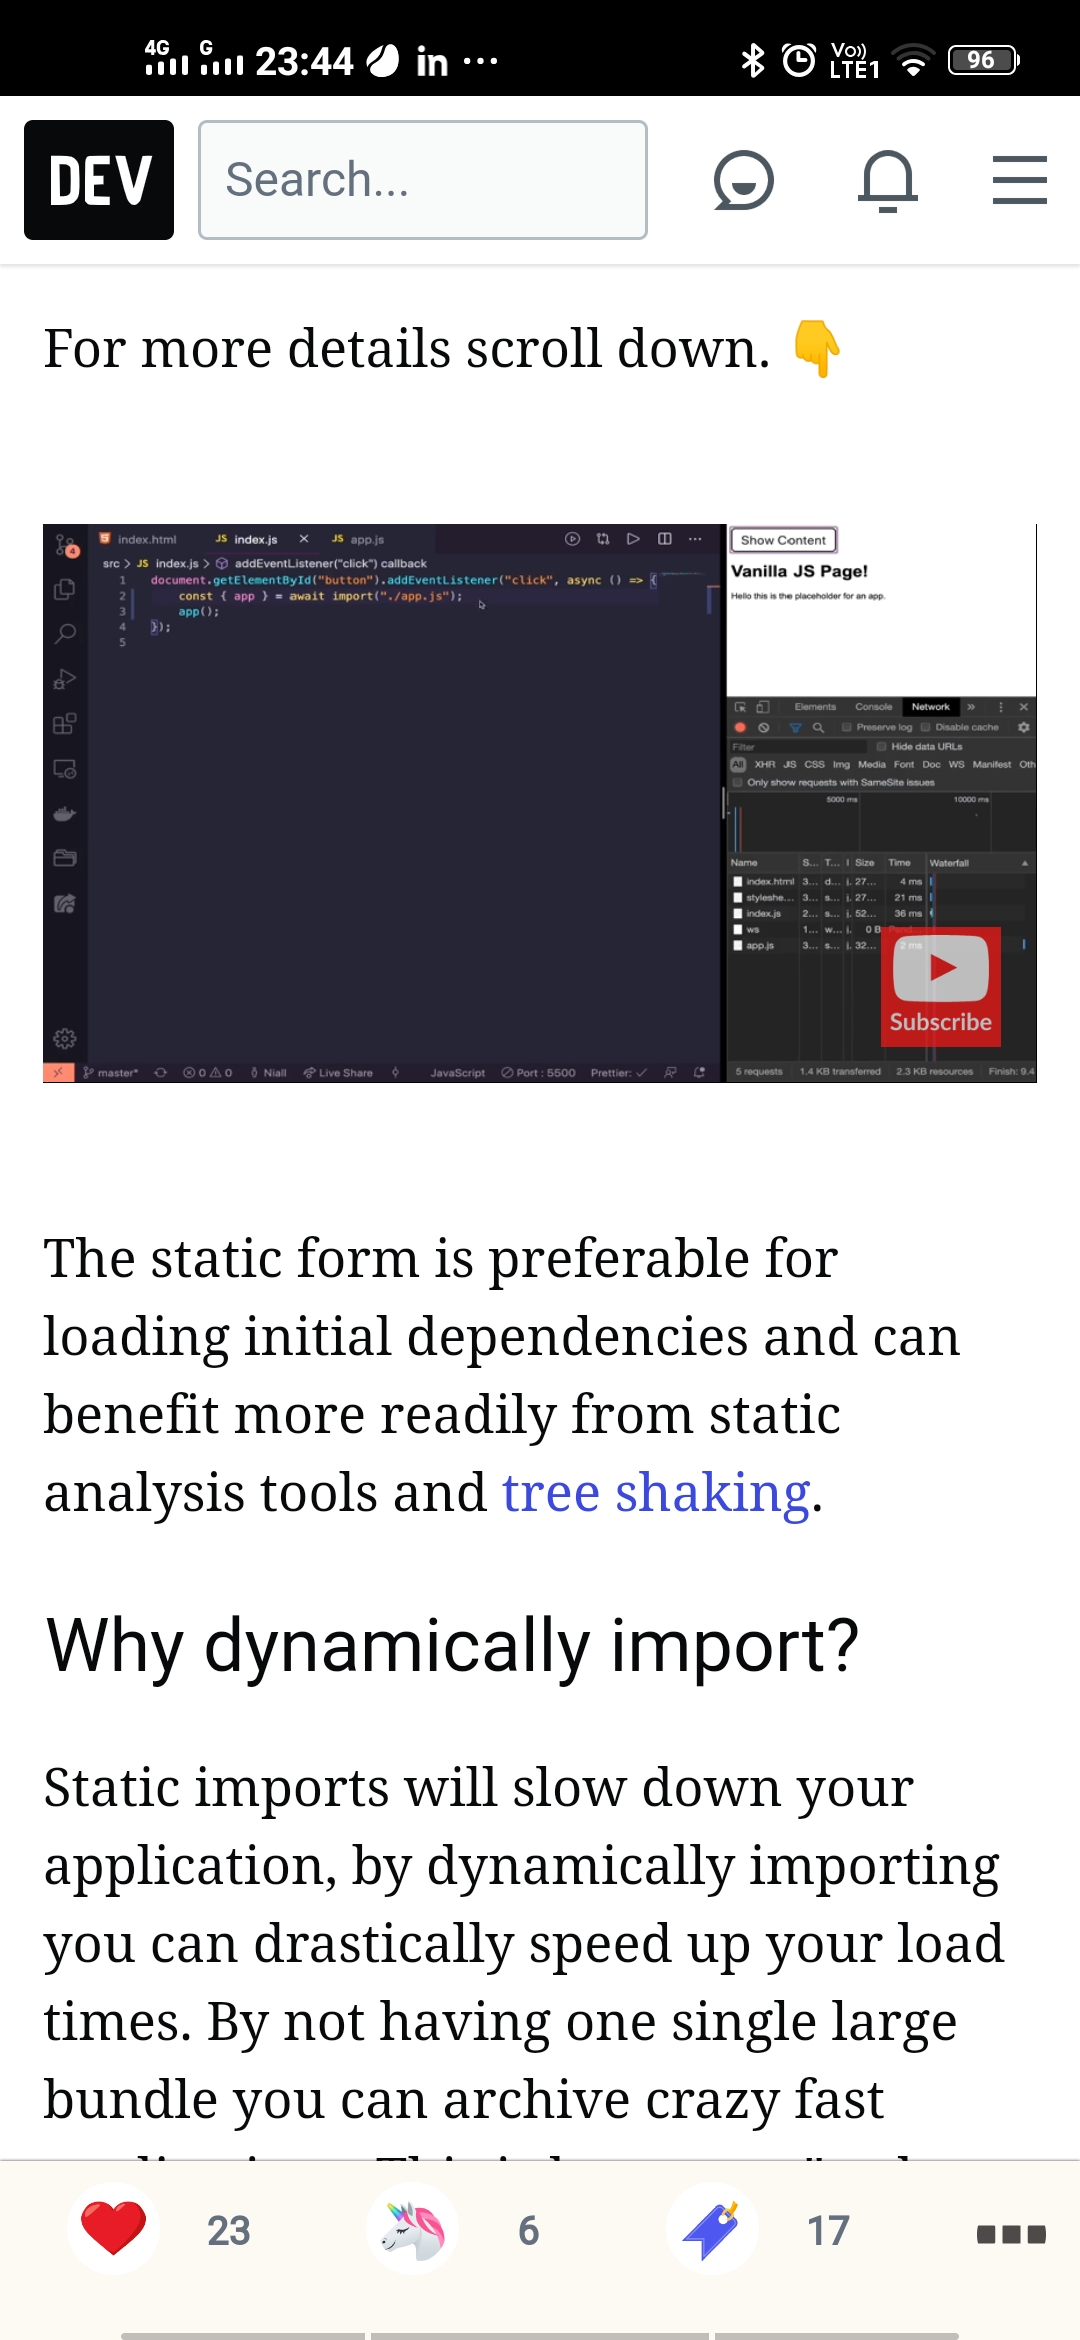 4G G 23:44 in ... Vo)) LTE1 96
DEV Search...
For more details scroll down. 👇
index.html JS index.js × JS app.js
src > JS index.js > addEventListener("click") callback
1 document.getElementById("button").addEventListener("click", async () => {
2 const { app } = await import("./app.js");
3 app();
4 });
5
4
master* 0 0 Niall Live Share JavaScript Port : 5500 Prettier: ✓
Show Content
Vanilla JS Page!
Hello this is the placeholder for an app.
Elements Console Network »
Preserve log Disable cache
Filter Hide data URLs
All XHR JS CSS Img Media Font Doc WS Manifest Oth
Only show requests with SameSite issues
5000 ms 10000 ms
Name S... T... I Size Time Waterfall
index.html 3... d... j. 27... 4 ms
styleshe... 3... s... j. 27... 21 ms
index.js 2... s... j. 52... 36 ms
ws 1... w... j. 0 B Pend
app.js 3... s... j. 32... 2 ms
Subscribe
5 requests 1.4 KB transferred 2.3 KB resources Finish: 9.4
The static form is preferable for
loading initial dependencies and can
benefit more readily from static
analysis tools and tree shaking.
Why dynamically import?
Static imports will slow down your
application, by dynamically importing
you can drastically speed up your load
times. By not having one single large
bundle you can archive crazy fast
23 6 17